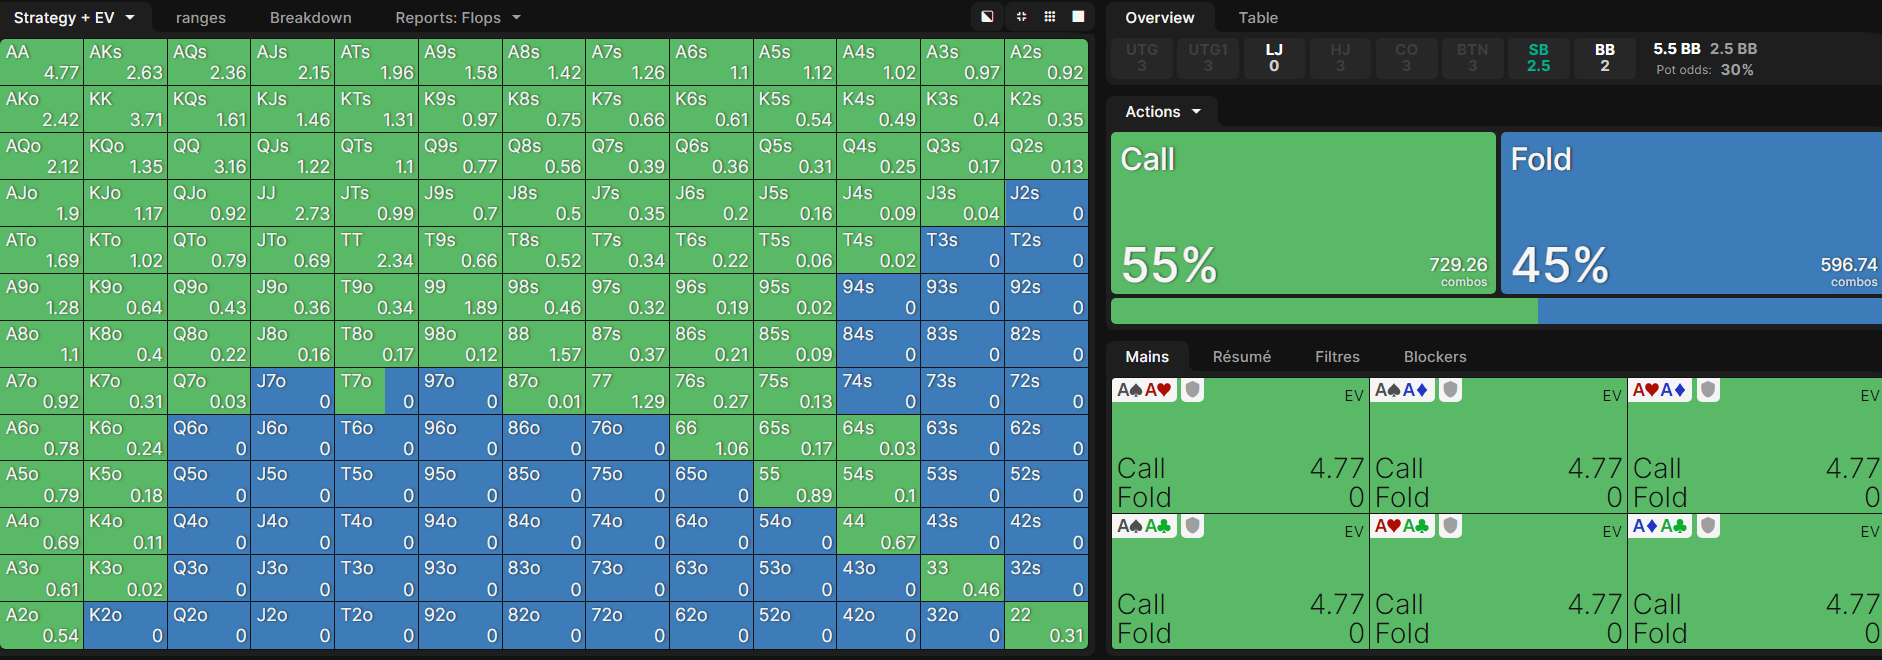 Strategy + EV ranges Breakdown Reports: Flops
AA AKs AQs AJs ATs A9s A8s A7s A6s A5s A4s A3s A2s
4.77 2.63 2.36 2.15 1.96 1.58 1.42 1.26 1.1 1.12 1.02 0.97 0.92
AKo KK KQs KJs KTs K9s K8s K7s K6s K5s K4s K3s K2s
2.42 3.71 1.61 1.46 1.31 0.97 0.75 0.66 0.61 0.54 0.49 0.4 0.35
AQo KQo QQ QJs QTs Q9s Q8s Q7s Q6s Q5s Q4s Q3s Q2s
2.12 1.35 3.16 1.22 1.1 0.77 0.56 0.39 0.36 0.31 0.25 0.17 0.13
AJo KJo QJo JJ JTs J9s J8s J7s J6s J5s J4s J3s J2s
1.9 1.17 0.92 2.73 0.99 0.7 0.5 0.35 0.2 0.16 0.09 0.04 0
ATo KTo QTo JTo TT T9s T8s T7s T6s T5s T4s T3s T2s
1.69 1.02 0.79 0.69 2.34 0.66 0.52 0.34 0.22 0.06 0.02 0 0
A9o K9o Q9o J9o T9o 99 98s 97s 96s 95s 94s 93s 92s
1.28 0.64 0.43 0.36 0.34 1.89 0.46 0.32 0.19 0.02 0 0 0
A8o K8o Q8o J8o T8o 98o 88 87s 86s 85s 84s 83s 82s
1.1 0.4 0.22 0.16 0.17 0.12 1.57 0.37 0.21 0.09 0 0 0
A7o K7o Q7o J7o T7o 97o 87o 77 76s 75s 74s 73s 72s
0.92 0.31 0.03 0 0 0 0.01 1.29 0.27 0.13 0 0 0
A6o K6o Q6o J6o T6o 96o 86o 76o 66 65s 64s 63s 62s
0.78 0.24 0 0 0 0 0 0 1.06 0.17 0.03 0 0
A5o K5o Q5o J5o T5o 95o 85o 75o 65o 55 54s 53s 52s
0.79 0.18 0 0 0 0 0 0 0 0.89 0.1 0 0
A4o K4o Q4o J4o T4o 94o 84o 74o 64o 54o 44 43s 42s
0.69 0.11 0 0 0 0 0 0 0 0 0.67 0 0
A3o K3o Q3o J3o T3o 93o 83o 73o 63o 53o 43o 33 32s
0.61 0.02 0 0 0 0 0 0 0 0 0 0.46 0
A2o K2o Q2o J2o T2o 92o 82o 72o 62o 52o 42o 32o 22
0.54 0 0 0 0 0 0 0 0 0 0 0 0.31
Overview Table
UTG UTG1 LJ HJ CO BTN SB BB 5.5 BB 2.5 BB
3 3 0 3 3 3 2.5 2 Pot odds: 30%
Actions
Call Fold
55% 729.26 combos 45% 596.74 combos
Mains Résumé Filtres Blockers
A♠A♥ EV A♠A♦ EV A♥A♦ EV
Call 4.77 Call 4.77 Call 4.77
Fold 0 Fold 0 Fold 0
A♠A♣ EV A♥A♣ EV A♦A♣ EV
Call 4.77 Call 4.77 Call 4.77
Fold 0 Fold 0 Fold 0